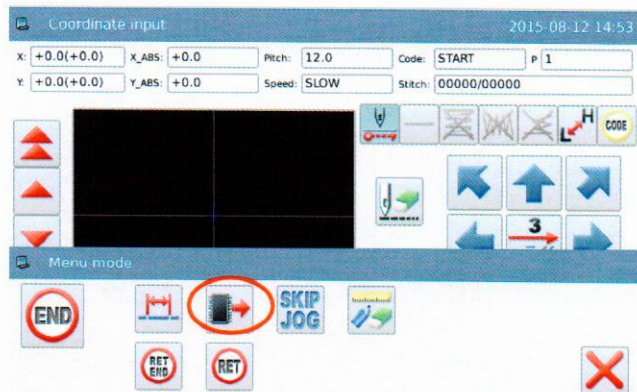 Coordinate input 2015-08-12 14:53
X: +0.0(+0.0) X_ABS: +0.0 Pitch: 12.0 Code: START P 1
Y: +0.0(+0.0) Y_ABS: +0.0 Speed: SLOW Stitch: 00000/00000
L H CODE
3
Menu mode
END SKIP JOG
RET END RET